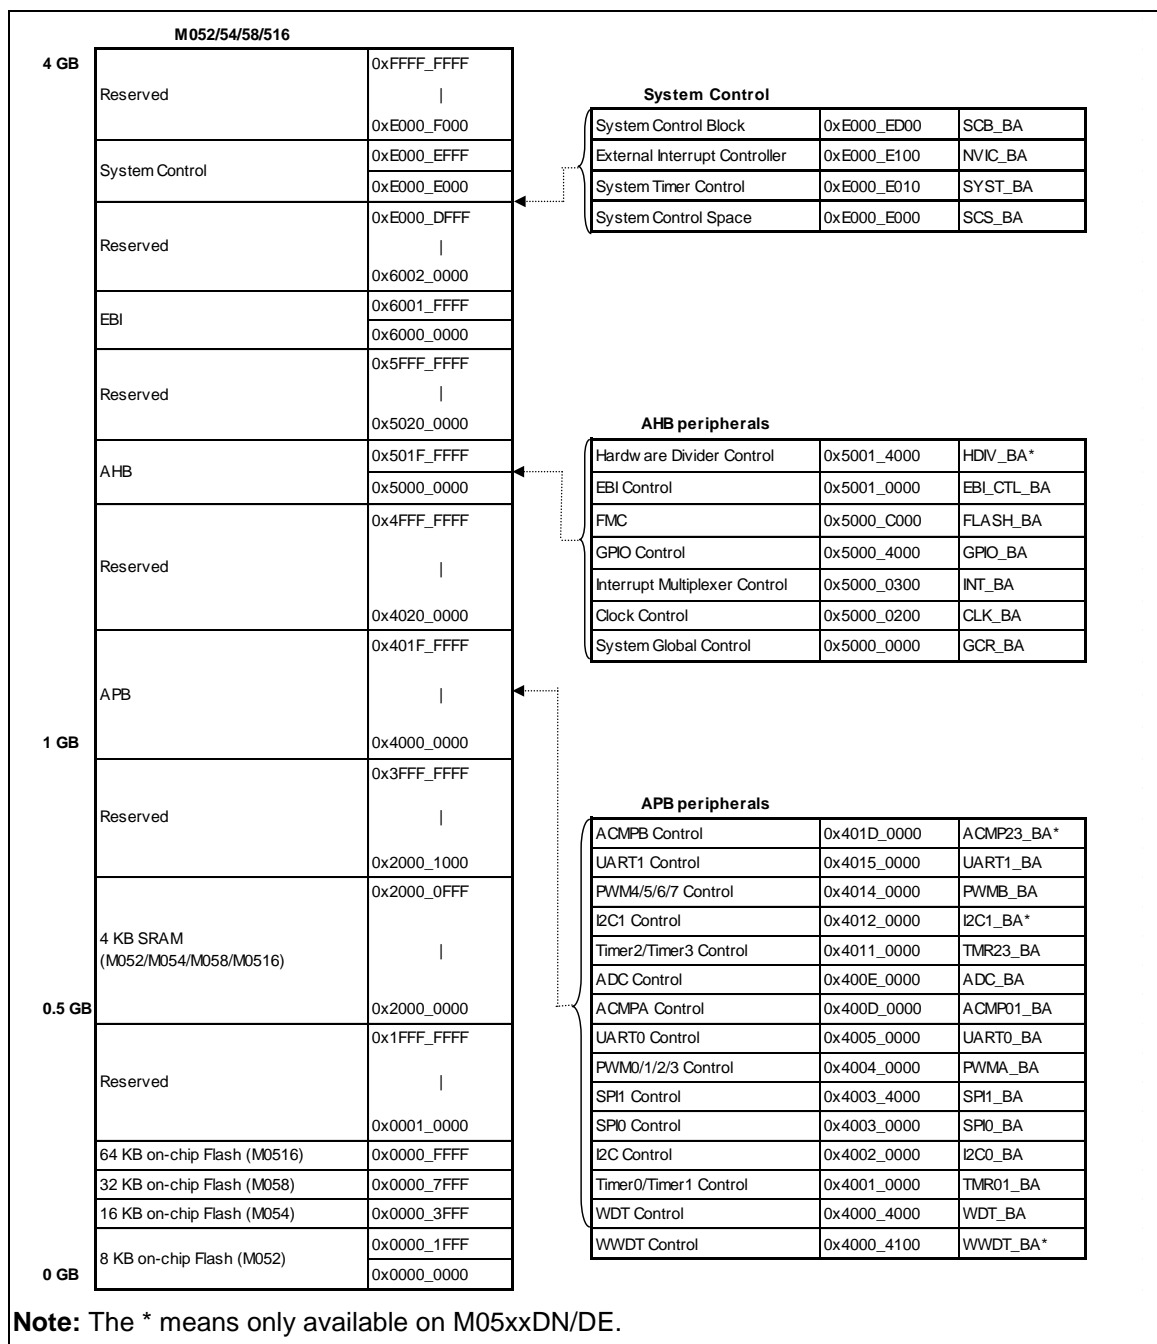 M052/54/58/516
4 GB
Reserved
0xFFFF_FFFF
|
0xE000_F000
System Control
0xE000_EFFF
0xE000_E000
Reserved
0xE000_DFFF
|
0x6002_0000
EBI
0x6001_FFFF
0x6000_0000
Reserved
0x5FFF_FFFF
|
0x5020_0000
AHB
0x501F_FFFF
0x5000_0000
Reserved
0x4FFF_FFFF
|
0x4020_0000
APB
0x401F_FFFF
|
1 GB
0x4000_0000
Reserved
0x3FFF_FFFF
|
0x2000_1000
4 KB SRAM
(M052/M054/M058/M0516)
0x2000_0FFF
|
0.5 GB
0x2000_0000
Reserved
0x1FFF_FFFF
|
0x0001_0000
64 KB on-chip Flash (M0516) 0x0000_FFFF
32 KB on-chip Flash (M058) 0x0000_7FFF
16 KB on-chip Flash (M054) 0x0000_3FFF
8 KB on-chip Flash (M052)
0x0000_1FFF
0 GB
0x0000_0000
System Control
System Control Block 0xE000_ED00 SCB_BA
External Interrupt Controller 0xE000_E100 NVIC_BA
System Timer Control 0xE000_E010 SYST_BA
System Control Space 0xE000_E000 SCS_BA
AHB peripherals
Hardware Divider Control 0x5001_4000 HDIV_BA*
EBI Control 0x5001_0000 EBI_CTL_BA
FMC 0x5000_C000 FLASH_BA
GPIO Control 0x5000_4000 GPIO_BA
Interrupt Multiplexer Control 0x5000_0300 INT_BA
Clock Control 0x5000_0200 CLK_BA
System Global Control 0x5000_0000 GCR_BA
APB peripherals
ACMPB Control 0x401D_0000 ACMP23_BA*
UART1 Control 0x4015_0000 UART1_BA
PWM4/5/6/7 Control 0x4014_0000 PWMB_BA
I2C1 Control 0x4012_0000 I2C1_BA*
Timer2/Timer3 Control 0x4011_0000 TMR23_BA
ADC Control 0x400E_0000 ADC_BA
ACMPA Control 0x400D_0000 ACMP01_BA
UART0 Control 0x4005_0000 UART0_BA
PWM0/1/2/3 Control 0x4004_0000 PWMA_BA
SPI1 Control 0x4003_4000 SPI1_BA
SPI0 Control 0x4003_0000 SPI0_BA
I2C Control 0x4002_0000 I2C0_BA
Timer0/Timer1 Control 0x4001_0000 TMR01_BA
WDT Control 0x4000_4000 WDT_BA
WWDT Control 0x4000_4100 WWDT_BA*
Note: The * means only available on M05xxDN/DE.